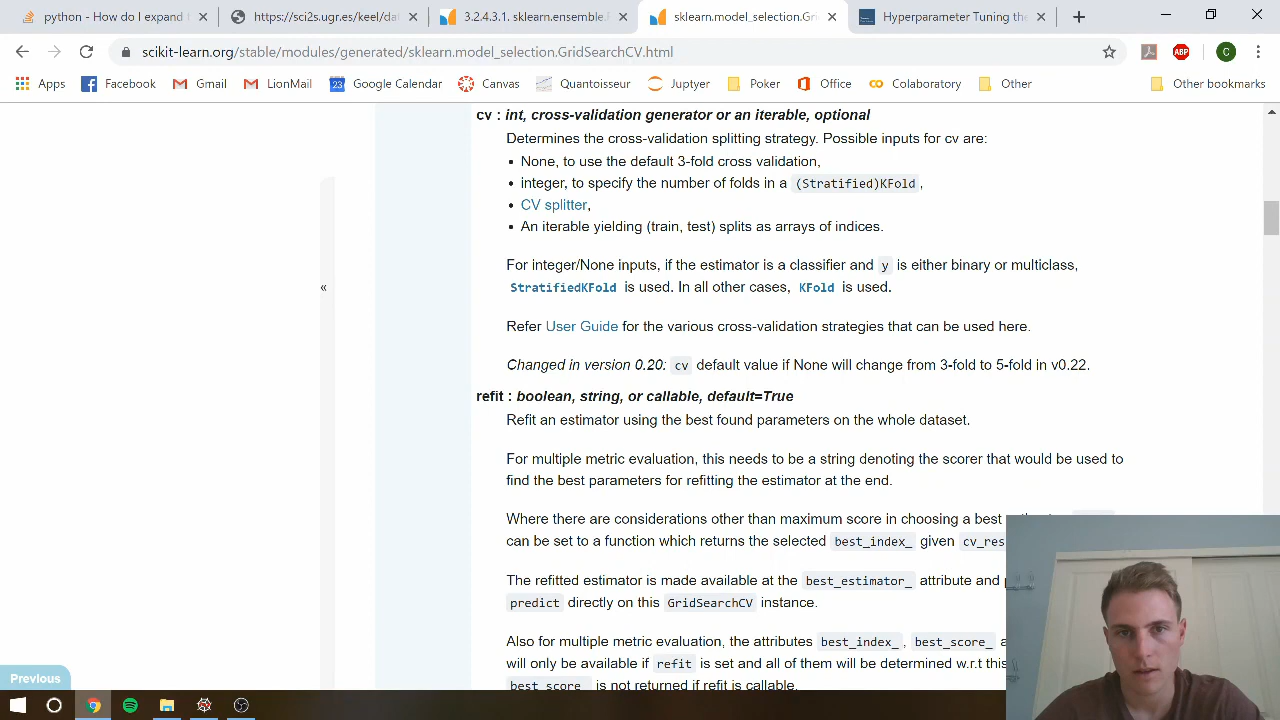 python - How do I expand t
https://sci2s.ugr.es/keel/dat
3.2.4.3.1. sklearn.ensemble.
sklearn.model_selection.Gri
Hyperparameter Tuning the
scikit-learn.org/stable/modules/generated/sklearn.model_selection.GridSearchCV.html
ABP
C
Apps
Facebook
Gmail
LionMail
23
Google Calendar
Canvas
Quantoisseur
Jupyter
Poker
Office
Colaboratory
Other
Other bookmarks
cv : int, cross-validation generator or an iterable, optional
Determines the cross-validation splitting strategy. Possible inputs for cv are:
• None, to use the default 3-fold cross validation,
• integer, to specify the number of folds in a (Stratified)KFold,
• CV splitter,
• An iterable yielding (train, test) splits as arrays of indices.
For integer/None inputs, if the estimator is a classifier and y is either binary or multiclass,
StratifiedKFold is used. In all other cases, KFold is used.
«
Refer User Guide for the various cross-validation strategies that can be used here.
Changed in version 0.20: cv default value if None will change from 3-fold to 5-fold in v0.22.
refit : boolean, string, or callable, default=True
Refit an estimator using the best found parameters on the whole dataset.
For multiple metric evaluation, this needs to be a string denoting the scorer that would be used to
find the best parameters for refitting the estimator at the end.
Where there are considerations other than maximum score in choosing a best
can be set to a function which returns the selected best_index_ given cv_res
The refitted estimator is made available at the best_estimator_ attribute and
predict directly on this GridSearchCV instance.
Also for multiple metric evaluation, the attributes best_index_, best_score_
will only be available if refit is set and all of them will be determined w.r.t this
best_score_ is not returned if refit is callable.
Previous